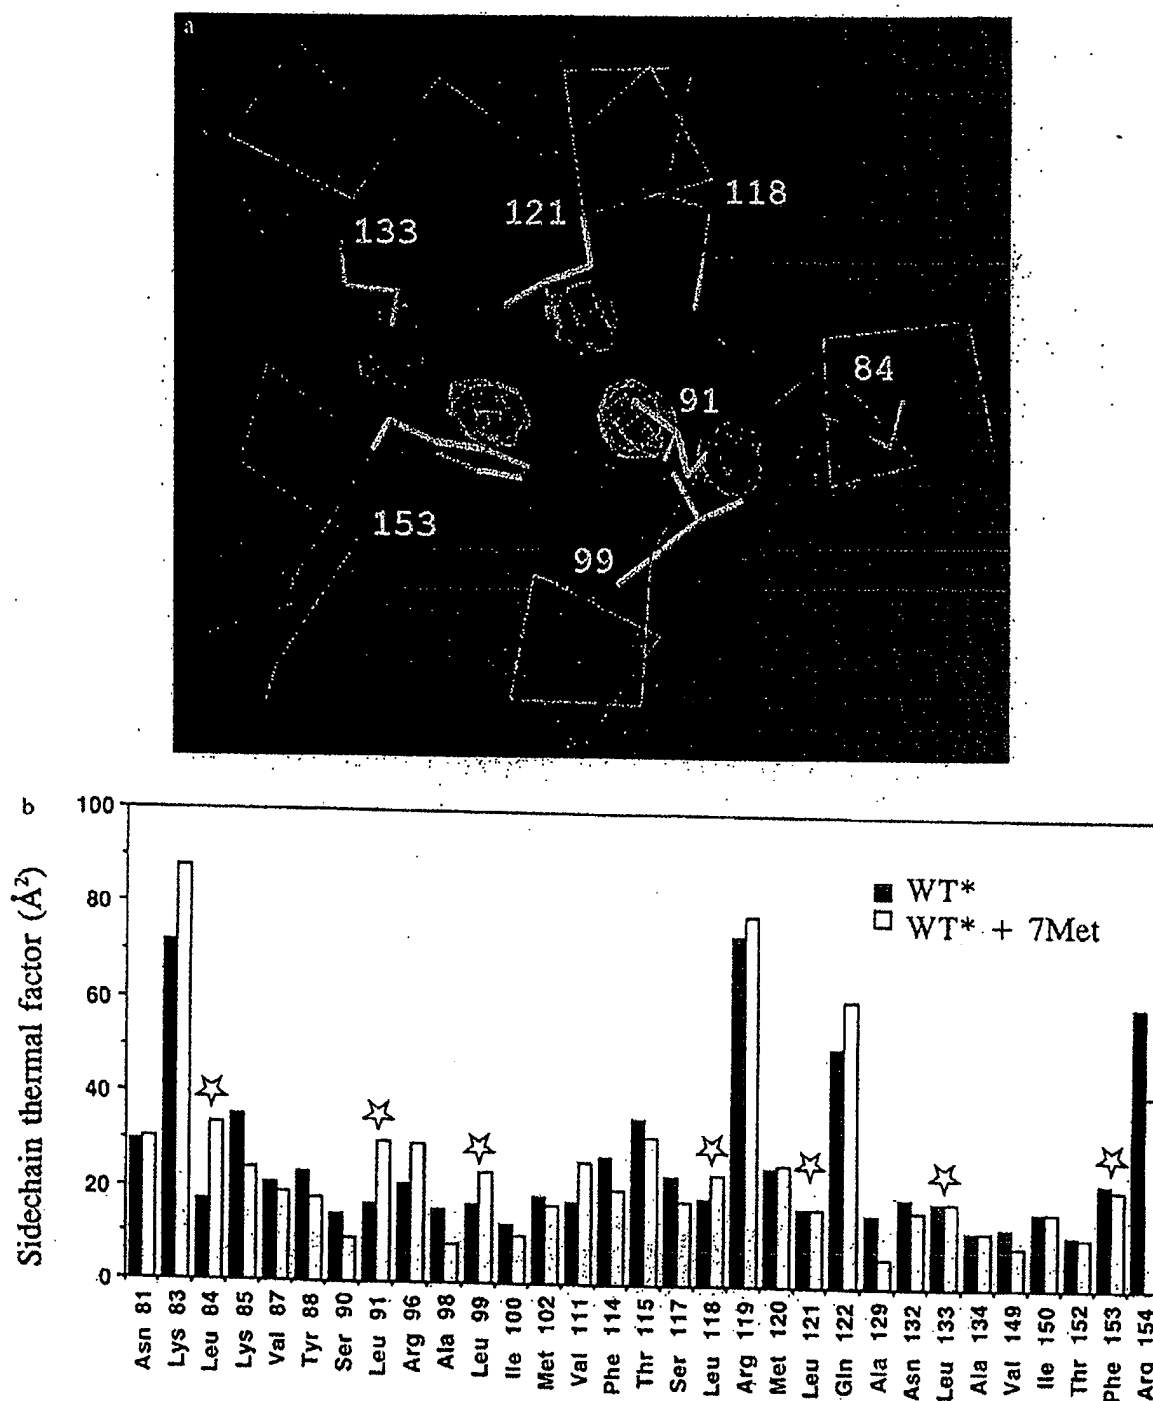 a
133
121
118
84
91
153
99
b
100
80
60
40
20
0
Sidechain thermal factor (Å²)
WT*
WT* + 7Met
Asn 81
Lys 83
Leu 84
Lys 85
Val 87
Tyr 88
Ser 90
Leu 91
Arg 96
Ala 98
Leu 99
Ile 100
Met 102
Val 111
Phe 114
Thr 115
Ser 117
Leu 118
Arg 119
Met 120
Leu 121
Gln 122
Ala 129
Asn 132
Leu 133
Ala 134
Val 149
Ile 150
Thr 152
Phe 153
Arg 154